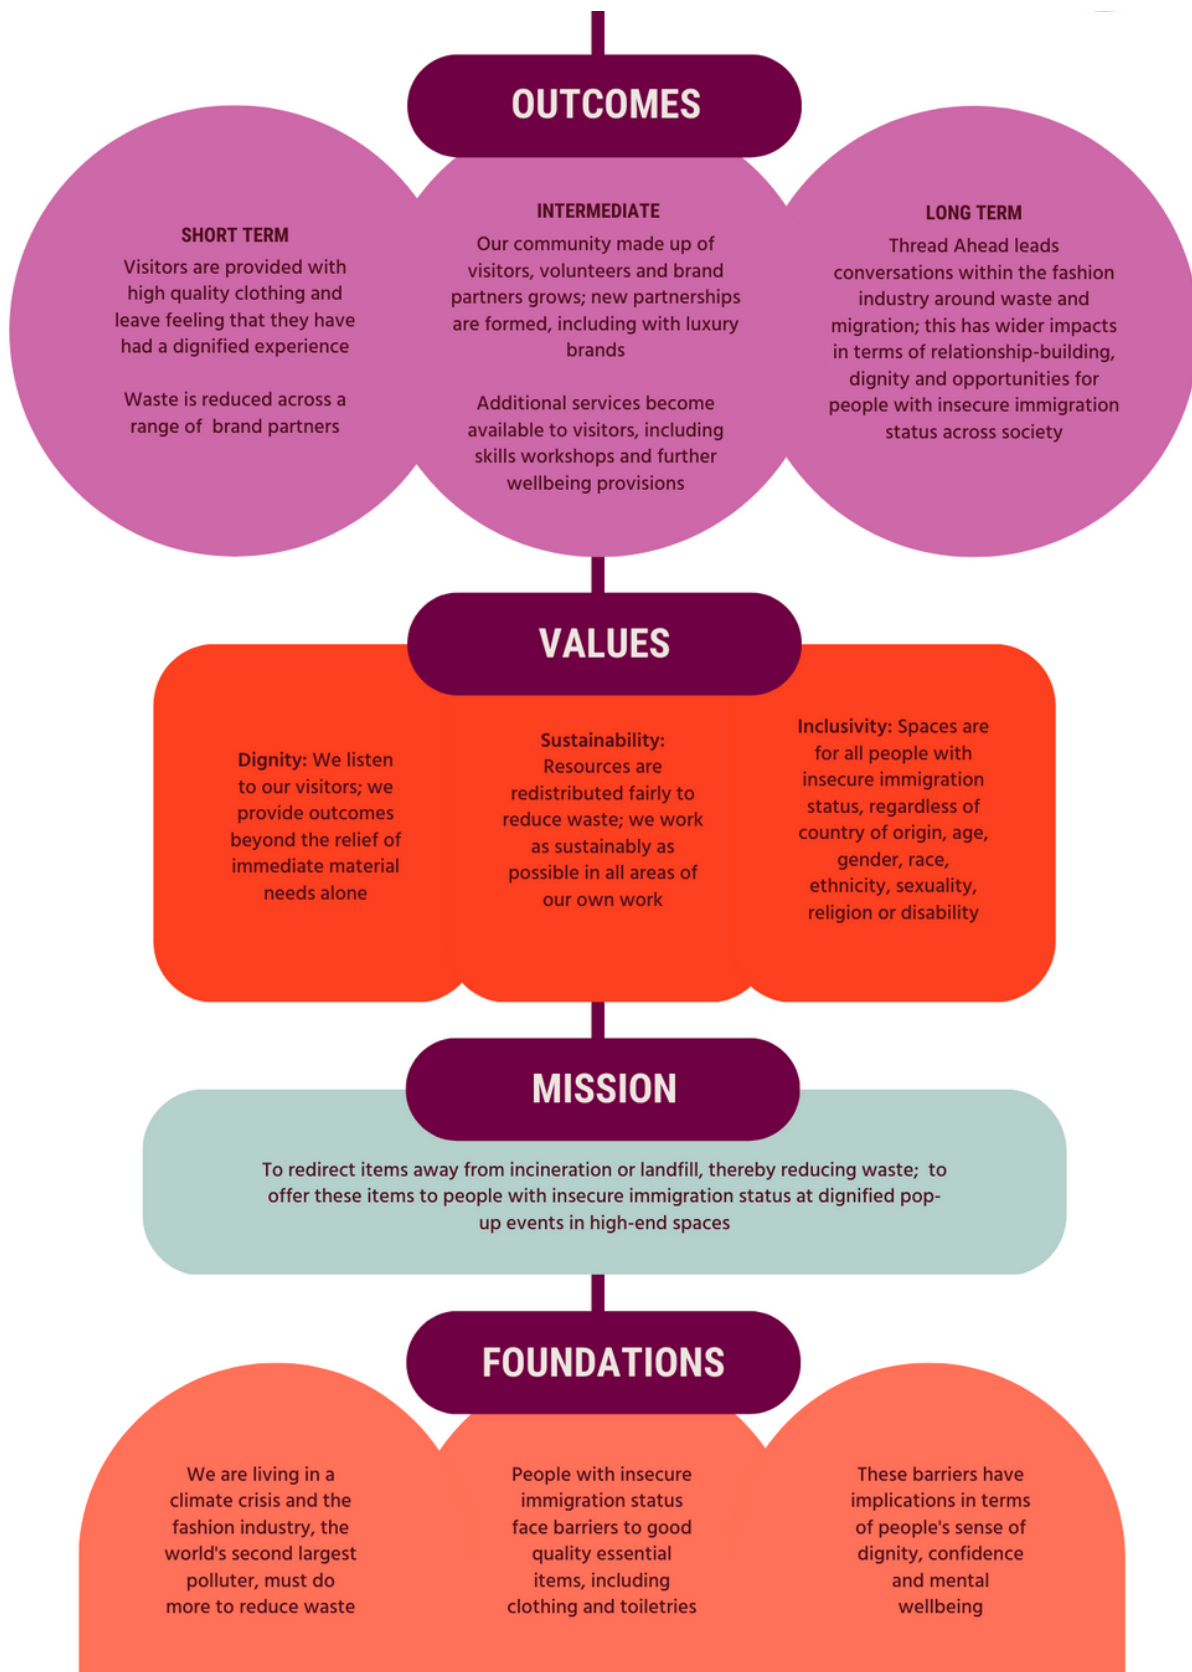 OUTCOMES
SHORT TERM
Visitors are provided with
high quality clothing and
leave feeling that they have
had a dignified experience
Waste is reduced across a
range of  brand partners
INTERMEDIATE
Our community made up of
visitors, volunteers and brand
partners grows; new partnerships
are formed, including with luxury
brands
Additional services become
available to visitors, including
skills workshops and further
wellbeing provisions
LONG TERM
Thread Ahead leads
conversations within the fashion
industry around waste and
migration; this has wider impacts
in terms of relationship-building,
dignity and opportunities for
people with insecure immigration
status across society
VALUES
Dignity: We listen
to our visitors; we
provide outcomes
beyond the relief of
immediate material
needs alone
Sustainability:
Resources are
redistributed fairly to
reduce waste; we work
as sustainably as
possible in all areas of
our own work
Inclusivity: Spaces are
for all people with
insecure immigration
status, regardless of
country of origin, age,
gender, race,
ethnicity, sexuality,
religion or disability
MISSION
To redirect items away from incineration or landfill, thereby reducing waste;  to
offer these items to people with insecure immigration status at dignified pop-
up events in high-end spaces
FOUNDATIONS
We are living in a
climate crisis and the
fashion industry, the
world's second largest
polluter, must do
more to reduce waste
People with insecure
immigration status
face barriers to good
quality essential
items, including
clothing and toiletries
These barriers have
implications in terms
of people's sense of
dignity, confidence
and mental
wellbeing